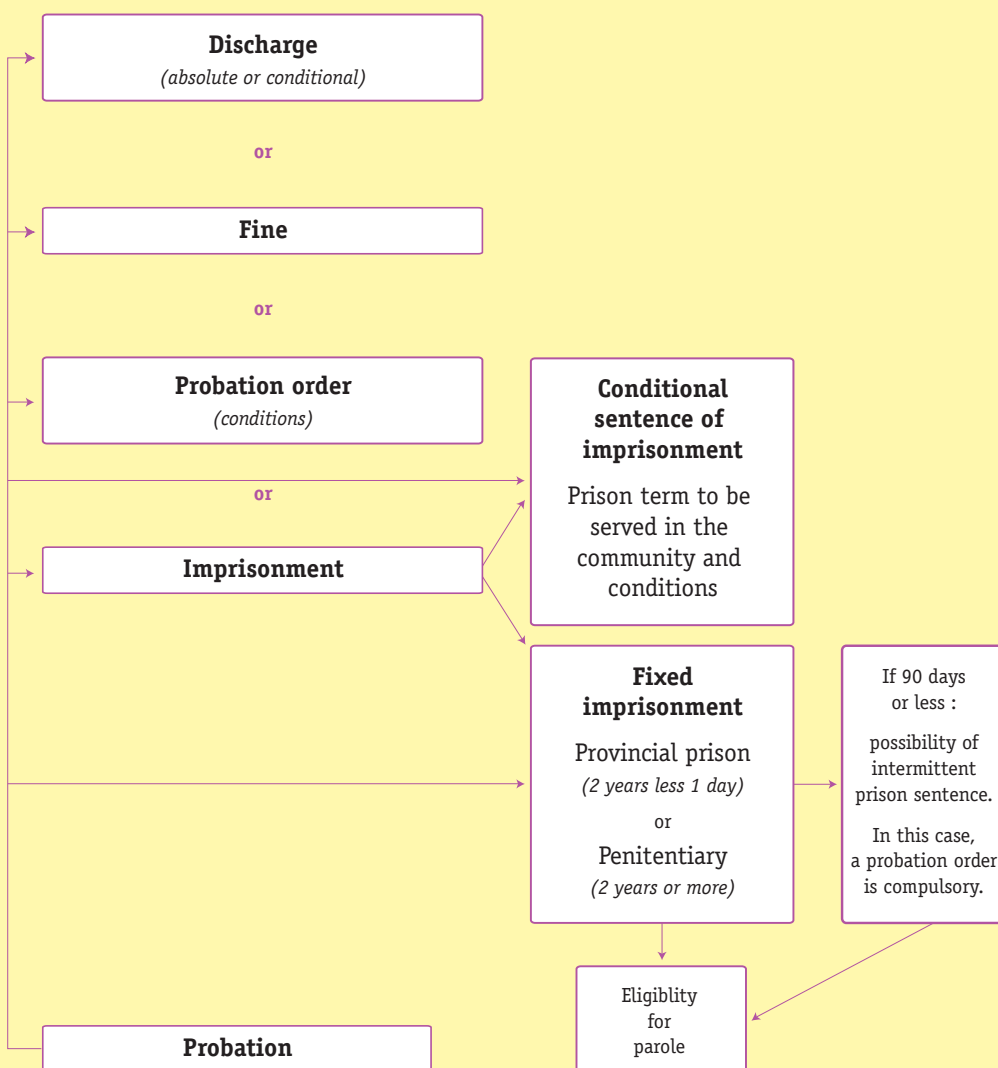 Discharge
(absolute or conditional)
or
Fine
or
Probation order
(conditions)
or
Imprisonment
Conditional
sentence of
imprisonment
Prison term to be
served in the
community and
conditions
Fixed
imprisonment
Provincial prison
(2 years less 1 day)
or
Penitentiary
(2 years or more)
If 90 days
or less :
possibility of
intermittent
prison sentence.
In this case,
a probation order
is compulsory.
Eligiblity
for
parole
Probation